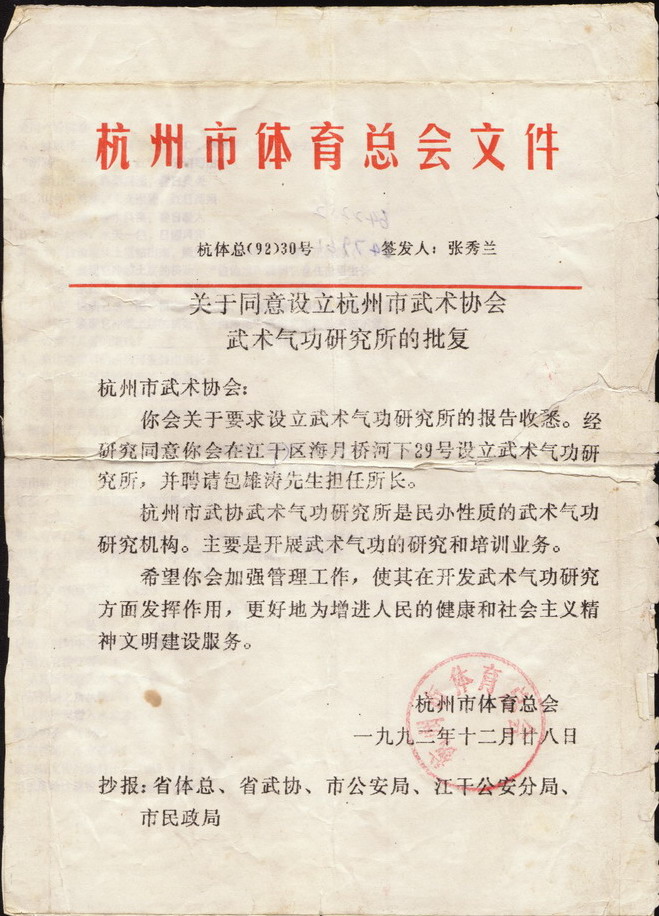 杭州市体育总会文件
杭体总(92)30号 签发人：张秀兰
关于同意设立杭州市武术协会
武术气功研究所的批复
杭州市武术协会：
你会关于要求设立武术气功研究所的报告收悉。经
研究同意你会在江干区海月桥河下29号设立武术气功研
究所，并聘请包雄涛先生担任所长。
杭州市武协武术气功研究所是民办性质的武术气功
研究机构。主要是开展武术气功的研究和培训业务。
希望你会加强管理工作，使其在开发武术气功研究
方面发挥作用，更好地为增进人民的健康和社会主义精
神文明建设服务。
杭州市体育总会
一九九二年十二月廿八日
杭州市体育总会
抄报：省体总、省武协、市公安局、江干公安分局、
市民政局